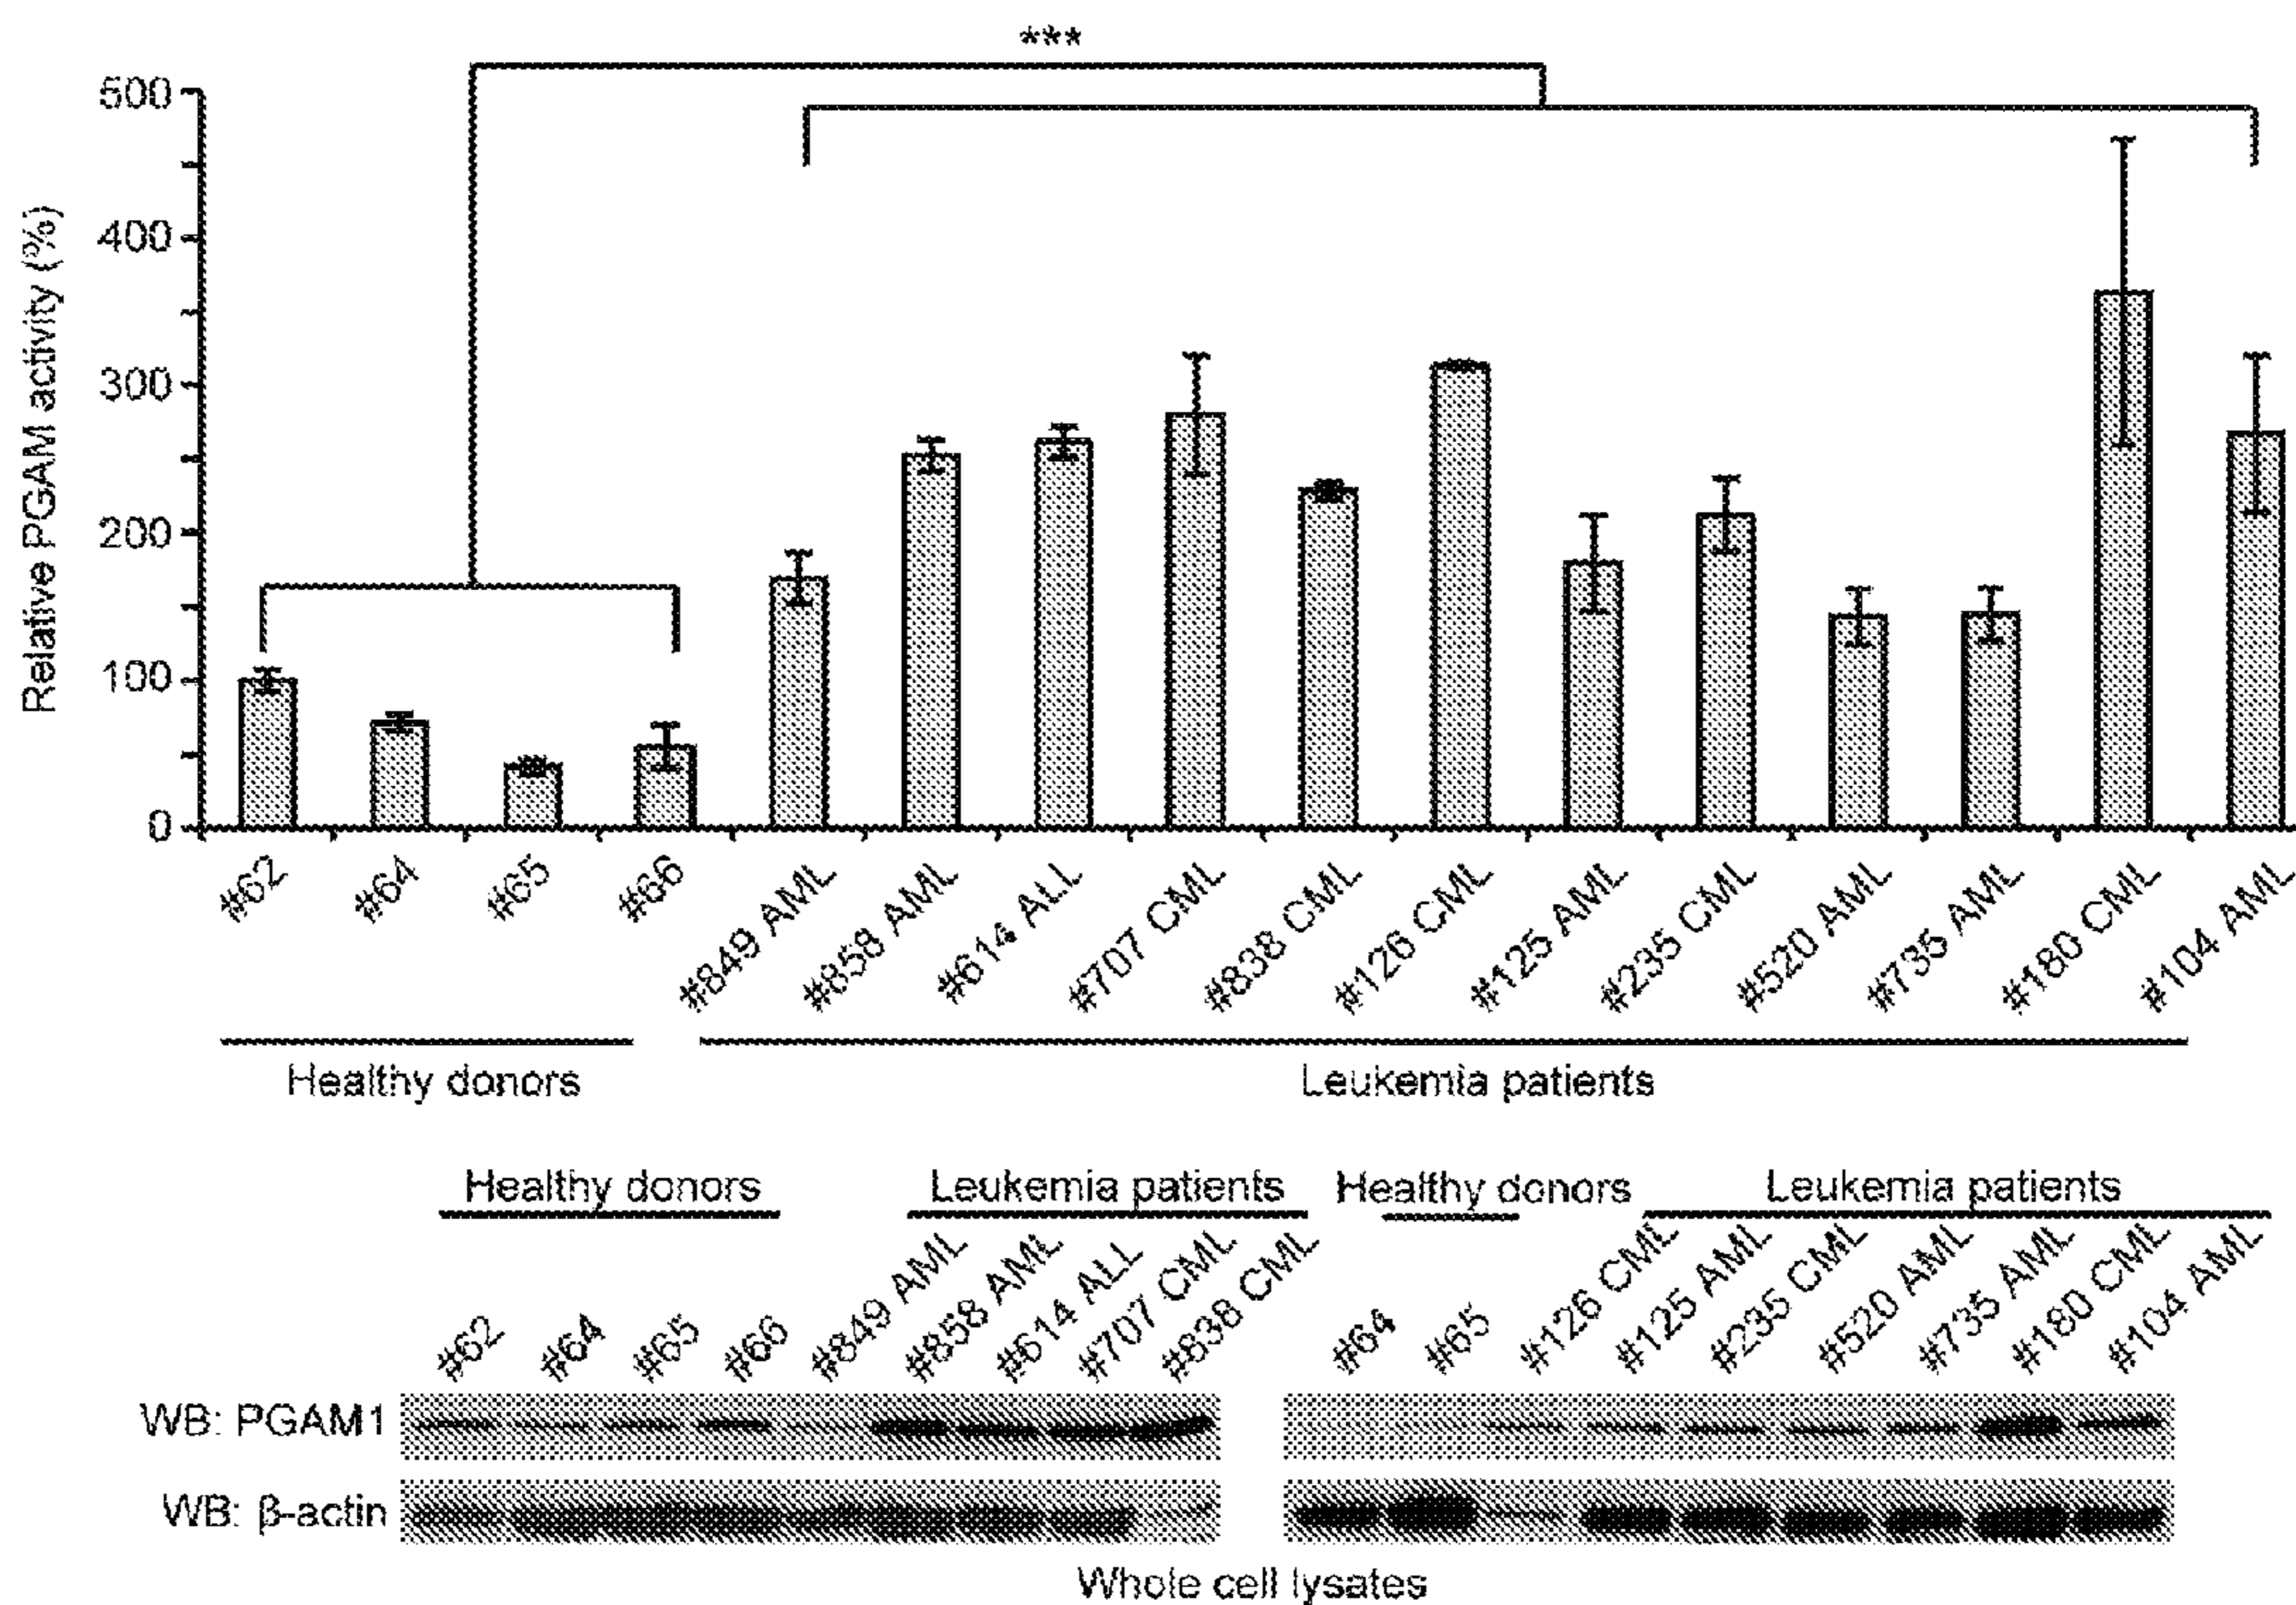 ***
500
400
300
200
100
0
Relative PGAM activity (%)
#62 #64 #65 #66 #849 AML #858 AML #614 ALL #707 CML #838 CML #126 CML #125 AML #235 CML #520 AML #735 AML #180 CML #104 AML
Healthy donors Leukemia patients
Healthy donors Leukemia patients Healthy donors Leukemia patients
#62 #64 #65 #66 #849 AML #858 AML #614 ALL #707 CML #838 CML #64 #65 #126 CML #125 AML #235 CML #520 AML #735 AML #180 CML #104 AML
WB: PGAM1
WB: β-actin
Whole cell lysates